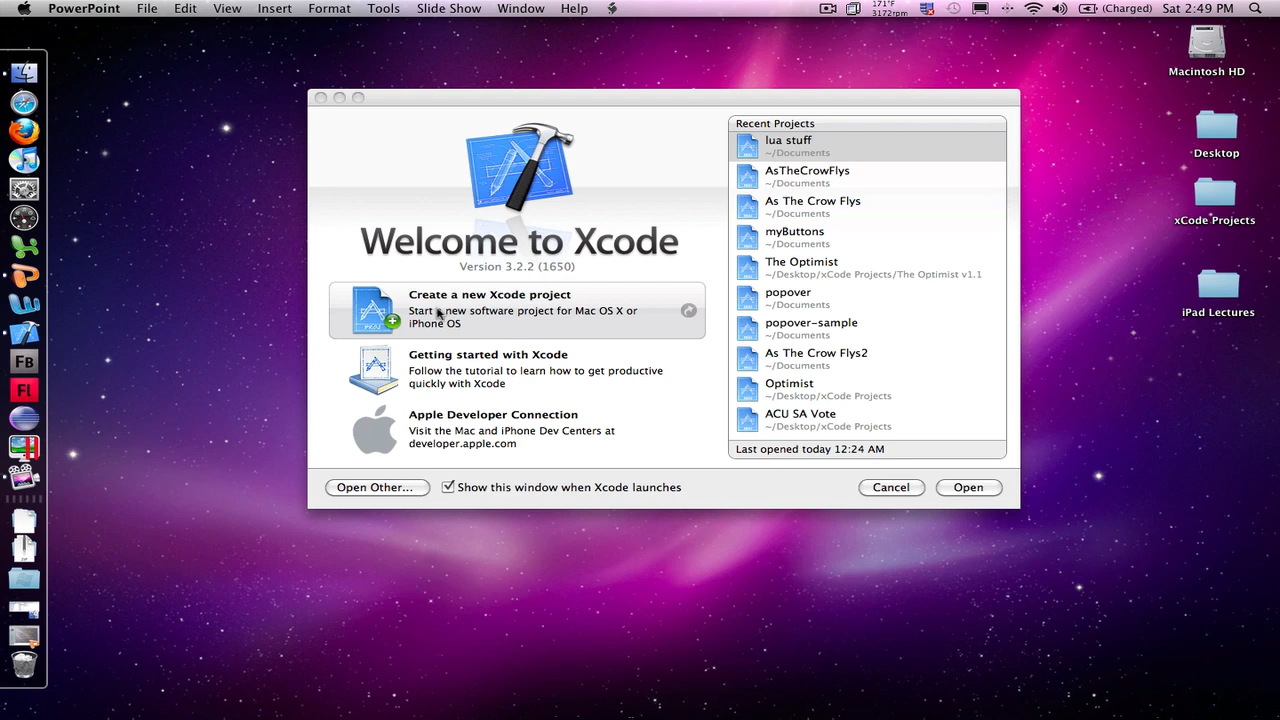 PowerPoint File Edit View Insert Format Tools Slide Show Window Help 171°F 3172rpm (Charged) Sat 2:49 PM
Macintosh HD
Desktop
xCode Projects
iPad Lectures
FB
Fl
Welcome to Xcode
Version 3.2.2 (1650)
PROJ
Create a new Xcode project
Start a new software project for Mac OS X or
iPhone OS
Getting started with Xcode
Follow the tutorial to learn how to get productive
quickly with Xcode
Apple Developer Connection
Visit the Mac and iPhone Dev Centers at
developer.apple.com
Recent Projects
lua stuff
~/Documents
AsTheCrowFlys
~/Documents
As The Crow Flys
~/Documents
myButtons
~/Documents
The Optimist
~/Desktop/xCode Projects/The Optimist v1.1
popover
~/Documents
popover-sample
~/Documents
As The Crow Flys2
~/Documents
Optimist
~/Desktop/xCode Projects
ACU SA Vote
~/Desktop/xCode Projects
Last opened today 12:24 AM
Open Other...
Show this window when Xcode launches
Cancel
Open